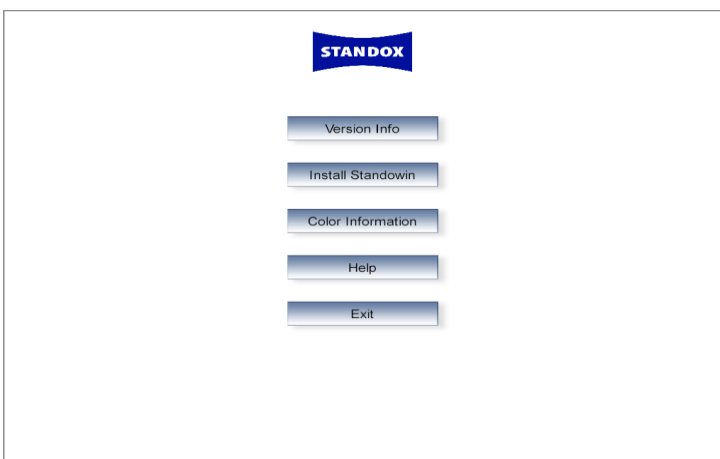 STANDOX
Version Info
Install Standowin
Color Information
Help
Exit